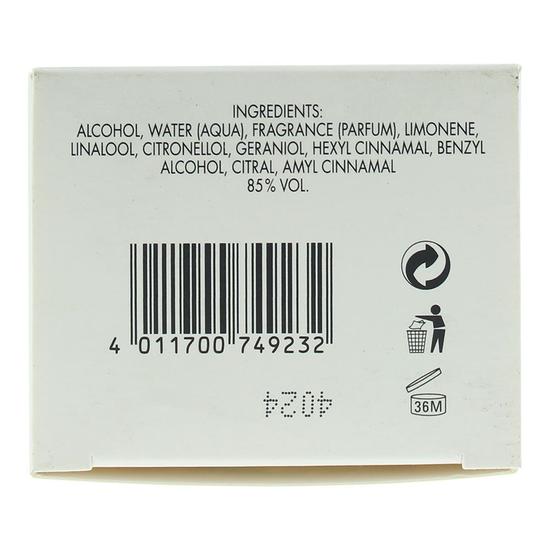 INGREDIENTS:
ALCOHOL, WATER (AQUA), FRAGRANCE (PARFUM), LIMONENE,
LINALOOL, CITRONELLOL, GERANIOL, HEXYL CINNAMAL, BENZYL
ALCOHOL, CITRAL, AMYL CINNAMAL
85% VOL.
4 011700 749232
4024
36M